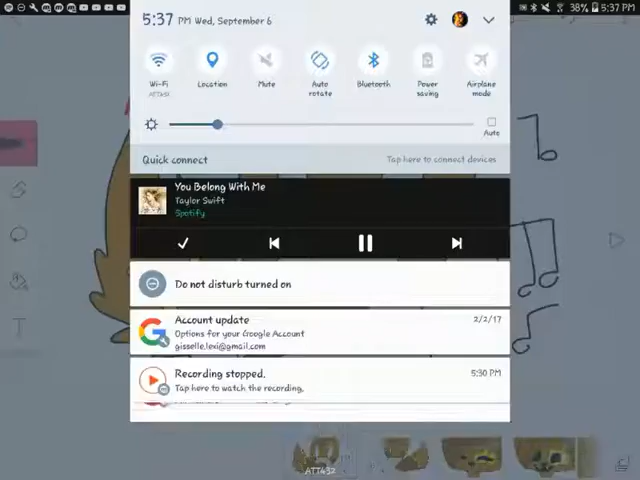 38% 5:37 PM
5:37 PM Wed, September 6
Wi-Fi
ATT432
Location
Mute
Auto rotate
Bluetooth
Power saving
Airplane mode
Auto
Quick connect
Tap here to connect devices
You Belong With Me
Taylor Swift
Spotify
Do not disturb turned on
Account update 2/2/17
Options for your Google Account
gisselle.lexi@gmail.com
Recording stopped. 5:30 PM
Tap here to watch the recording.
T
ATT432